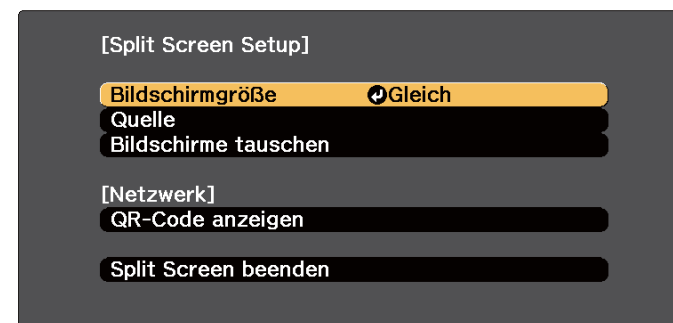 [Split Screen Setup]
Bildschirmgröße Gleich
Quelle
Bildschirme tauschen
[Netzwerk]
QR-Code anzeigen
Split Screen beenden